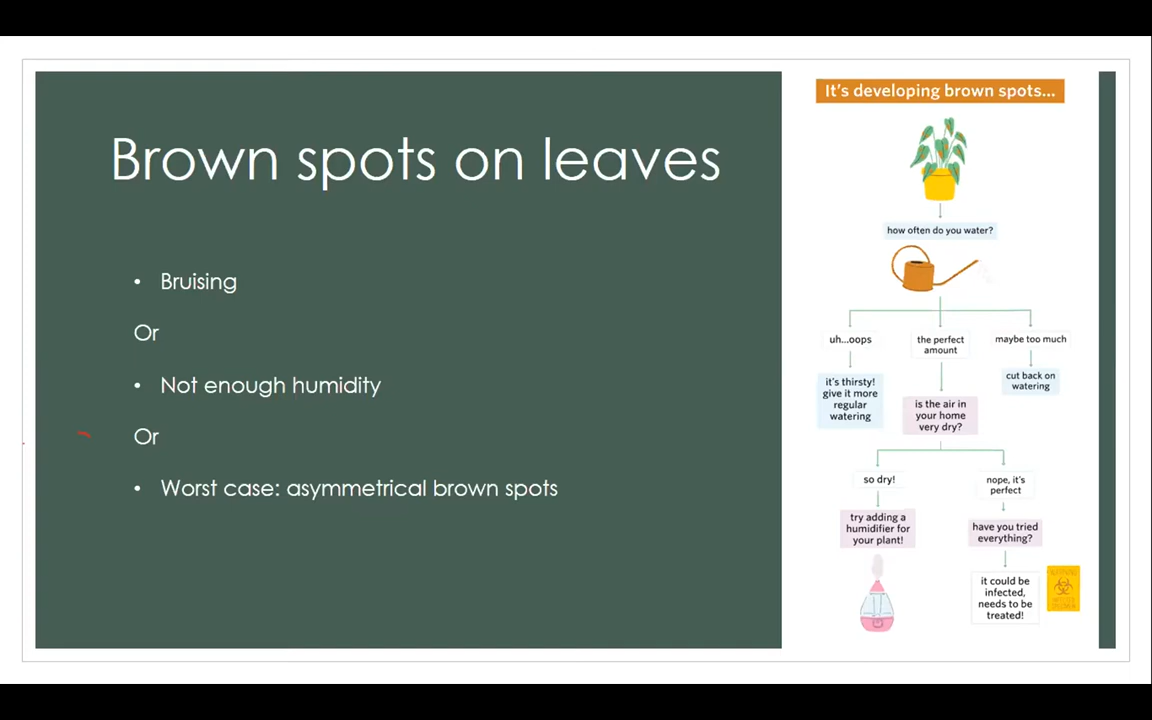 Brown spots on leaves
• Bruising
Or
• Not enough humidity
Or
• Worst case: asymmetrical brown spots
It's developing brown spots...
how often do you water?
uh...oops
it's thirsty!
give it more
regular
watering
the perfect
amount
is the air in
your home
very dry?
maybe too much
cut back on
watering
so dry!
try adding a
humidifier for
your plant!
nope, it's
perfect
have you tried
everything?
it could be
infected,
needs to be
treated!